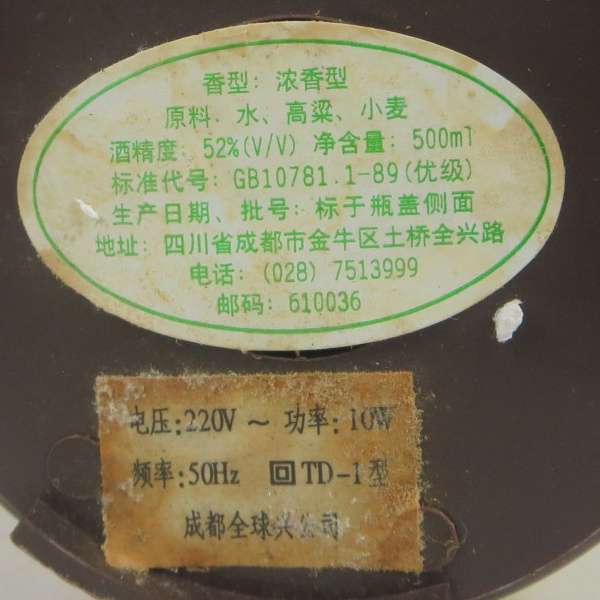 香型：浓香型
原料．水、高粱、小麦
酒精度：52%(V/V) 净含量：500ml
标准代号：GB10781.1-89(优级)
生产日期、批号：标于瓶盖侧面
地址：四川省成都市金牛区土桥全兴路
电话：(028) 7513999
邮码：610036
电压:220V ～ 功率:10W
频率:50Hz 回 TD-1型
成都全球兴公司